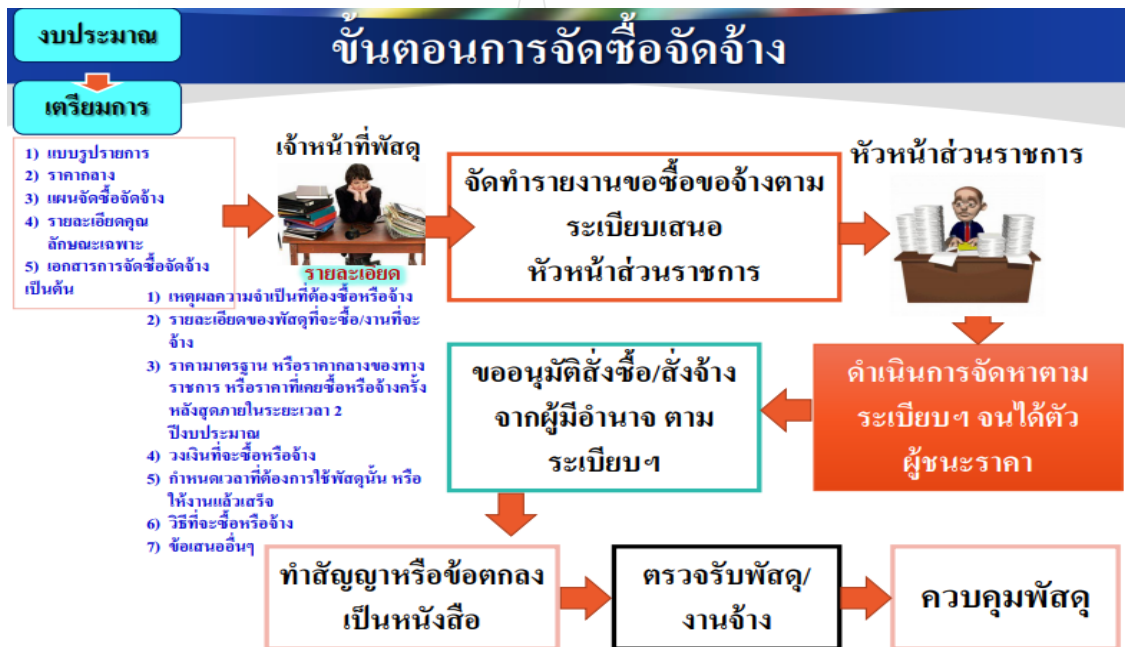 งบประมาณ
ขั้นตอนการจัดซื้อจัดจ้าง
เตรียมการ
1) แบบรูปรายการ
2) ราคากลาง
3) แผนจัดซื้อจัดจ้าง
4) รายละเอียดคุณ
ลักษณะเฉพาะ
5) เอกสารการจัดซื้อจัดจ้าง
เป็นต้น
เจ้าหน้าที่พัสดุ
รายละเอียด
1) เหตุผลความจำเป็นที่ต้องซื้อหรือจ้าง
2) รายละเอียดของพัสดุที่จะซื้อ/งานที่จะ
จ้าง
3) ราคามาตรฐาน หรือราคากลางของทาง
ราชการ หรือราคาที่เคยซื้อหรือจ้างครั้ง
หลังสุดภายในระยะเวลา 2
ปีงบประมาณ
4) วงเงินที่จะซื้อหรือจ้าง
5) กำหนดเวลาที่ต้องการใช้พัสดุนั้น หรือ
ให้งานแล้วเสร็จ
6) วิธีที่จะซื้อหรือจ้าง
7) ข้อเสนออื่นๆ
จัดทำรายงานขอซื้อขอจ้างตาม
ระเบียบเสนอ
หัวหน้าส่วนราชการ
หัวหน้าส่วนราชการ
ดำเนินการจัดหาตาม
ระเบียบฯ จนได้ตัว
ผู้ชนะราคา
ขออนุมัติสั่งซื้อ/สั่งจ้าง
จากผู้มีอำนาจ ตาม
ระเบียบฯ
ทำสัญญาหรือข้อตกลง
เป็นหนังสือ
ตรวจรับพัสดุ/
งานจ้าง
ควบคุมพัสดุ